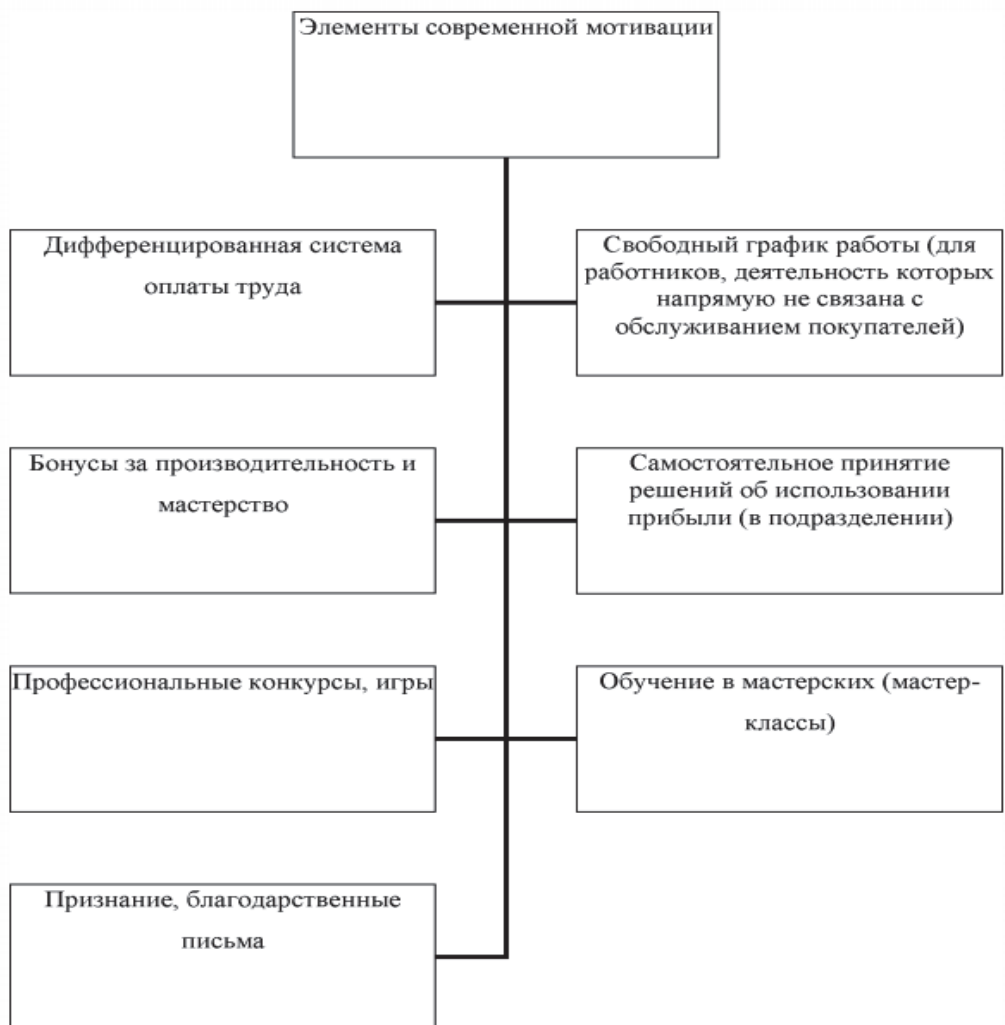 Элементы современной мотивации
Дифференцированная система
оплаты труда
Свободный график работы (для
работников, деятельность которых
напрямую не связана с
обслуживанием покупателей)
Бонусы за производительность и
мастерство
Самостоятельное принятие
решений об использовании
прибыли (в подразделении)
Профессиональные конкурсы, игры
Обучение в мастерских (мастер-
классы)
Признание, благодарственные
письма